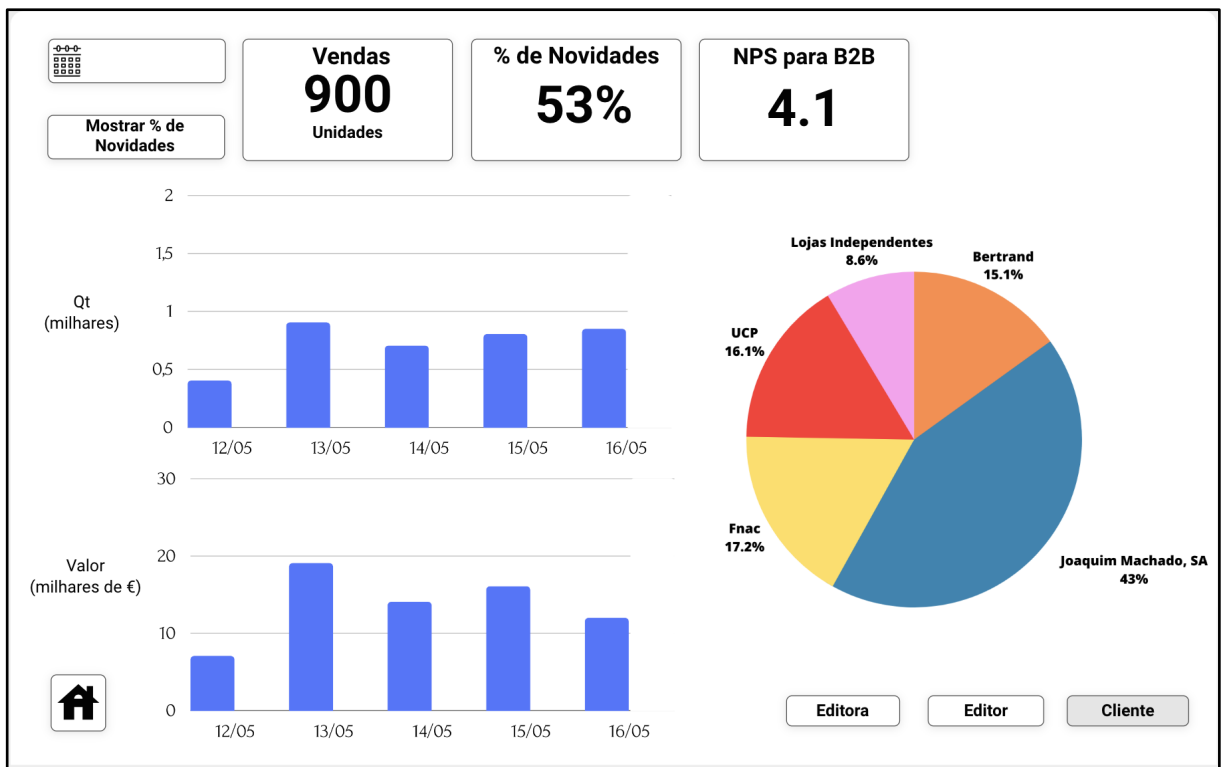 Vendas
900
Unidades
% de Novidades
53%
NPS para B2B
4.1
Mostrar % de
Novidades
Qt
(milhares)
2
1,5
1
0,5
0
12/05 13/05 14/05 15/05 16/05
Valor
(milhares de €)
30
20
10
0
12/05 13/05 14/05 15/05 16/05
Lojas Independentes
8.6%
Bertrand
15.1%
UCP
16.1%
Fnac
17.2%
Joaquim Machado, SA
43%
Editora
Editor
Cliente